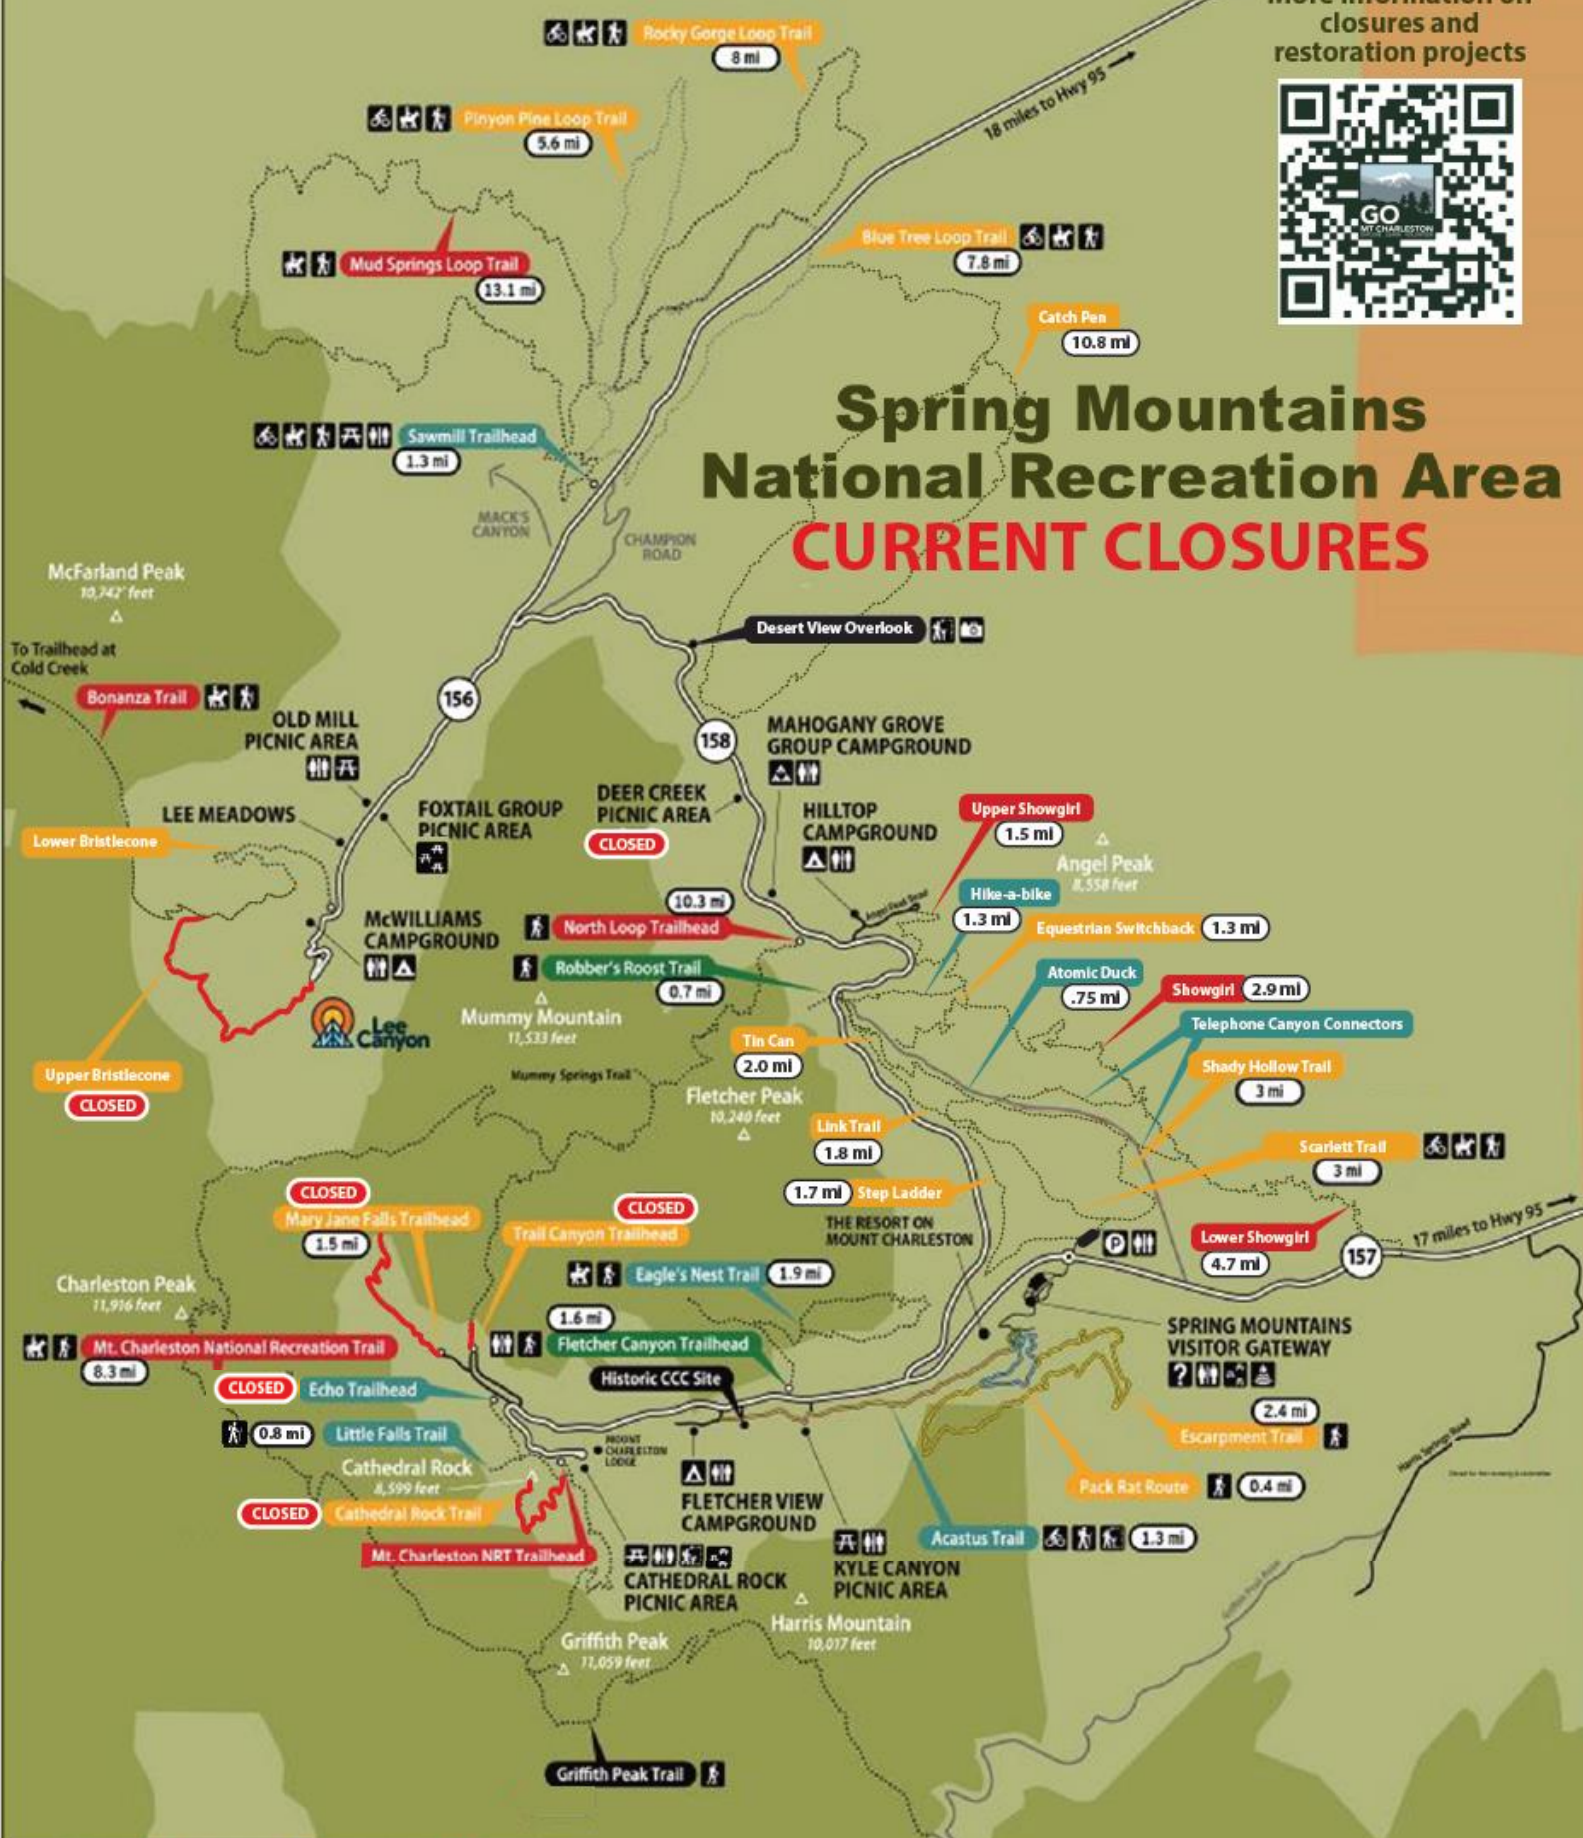 closures and
restoration projects
GO
MT CHARLESTON
Rocky Gorge Loop Trail
8 mi
18 miles to Hwy 95
Pinyon Pine Loop Trail
5.6 mi
Mud Springs Loop Trail
13.1 mi
Blue Tree Loop Trail
7.8 mi
Catch Pen
10.8 mi
Spring Mountains
National Recreation Area
CURRENT CLOSURES
Sawmill Trailhead
1.3 mi
MACK'S
CANYON
CHAMPION
ROAD
McFarland Peak
10,742' feet
Desert View Overlook
To Trailhead at
Cold Creek
Bonanza Trail
156
OLD MILL
PICNIC AREA
158
MAHOGANY GROVE
GROUP CAMPGROUND
LEE MEADOWS
FOXTAIL GROUP
PICNIC AREA
DEER CREEK
PICNIC AREA
CLOSED
HILLTOP
CAMPGROUND
Upper Showgirl
1.5 mi
Angel Peak
8,558 feet
Lower Bristlecone
Angel Peak Road
Hike-a-bike
1.3 mi
McWILLIAMS
CAMPGROUND
10.3 mi
North Loop Trailhead
Equestrian Switchback
1.3 mi
Robber's Roost Trail
0.7 mi
Atomic Duck
.75 mi
Showgirl
2.9 mi
Mummy Mountain
11,533 feet
Lee
Canyon
Telephone Canyon Connectors
Tin Can
2.0 mi
Upper Bristlecone
CLOSED
Mummy Springs Trail
Shady Hollow Trail
3 mi
Fletcher Peak
10,240 feet
Link Trail
1.8 mi
Scarlett Trail
3 mi
CLOSED
Mary Jane Falls Trailhead
1.5 mi
CLOSED
Trail Canyon Trailhead
1.7 mi
Step Ladder
THE RESORT ON
MOUNT CHARLESTON
P
Lower Showgirl
4.7 mi
157
17 miles to Hwy 95
Charleston Peak
11,916 feet
Eagle's Nest Trail
1.9 mi
1.6 mi
Fletcher Canyon Trailhead
Mt. Charleston National Recreation Trail
8.3 mi
SPRING MOUNTAINS
VISITOR GATEWAY
?
CLOSED
Echo Trailhead
Historic CCC Site
2.4 mi
Escarpment Trail
0.8 mi
Little Falls Trail
MOUNT
CHARLESTON
LODGE
Harris Springs Road
Cathedral Rock
8,599 feet
Pack Rat Route
0.4 mi
CLOSED
Cathedral Rock Trail
FLETCHER VIEW
CAMPGROUND
Acastus Trail
1.3 mi
Mt. Charleston NRT Trailhead
CATHEDRAL ROCK
PICNIC AREA
KYLE CANYON
PICNIC AREA
Harris Mountain
10,017 feet
Griffith Peak
11,059 feet
Griffith Peak Road
Griffith Peak Trail